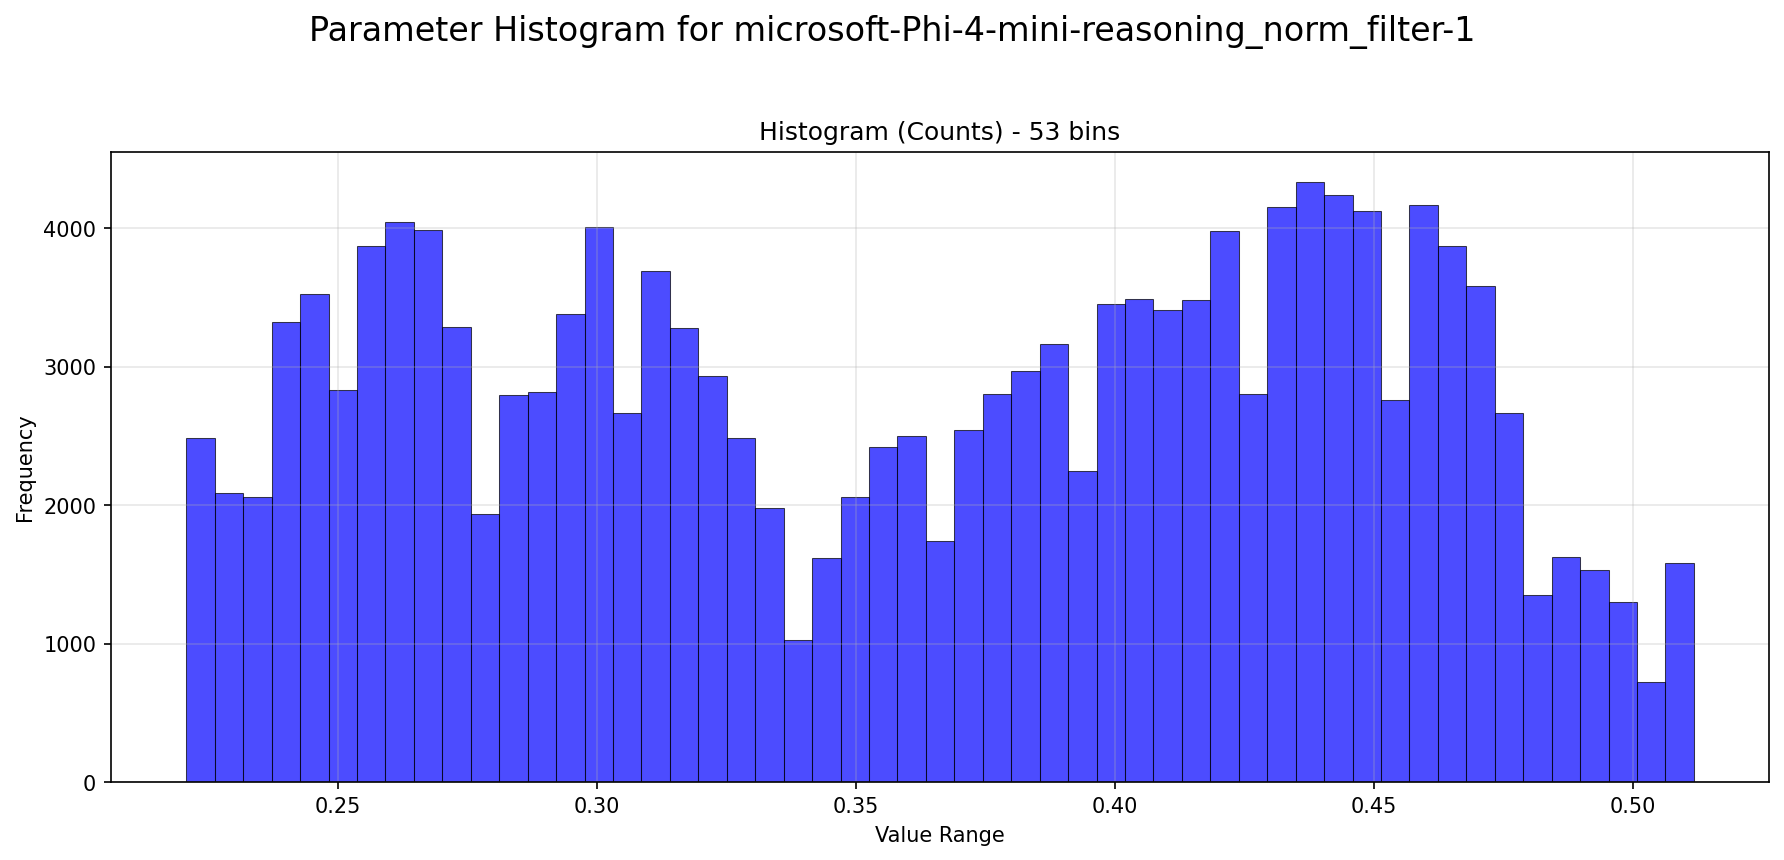 Parameter Histogram for microsoft-Phi-4-mini-reasoning_norm_filter-1
Histogram (Counts) - 53 bins
4000
3000
2000
1000
0
Frequency
0.25 0.30 0.35 0.40 0.45 0.50
Value Range